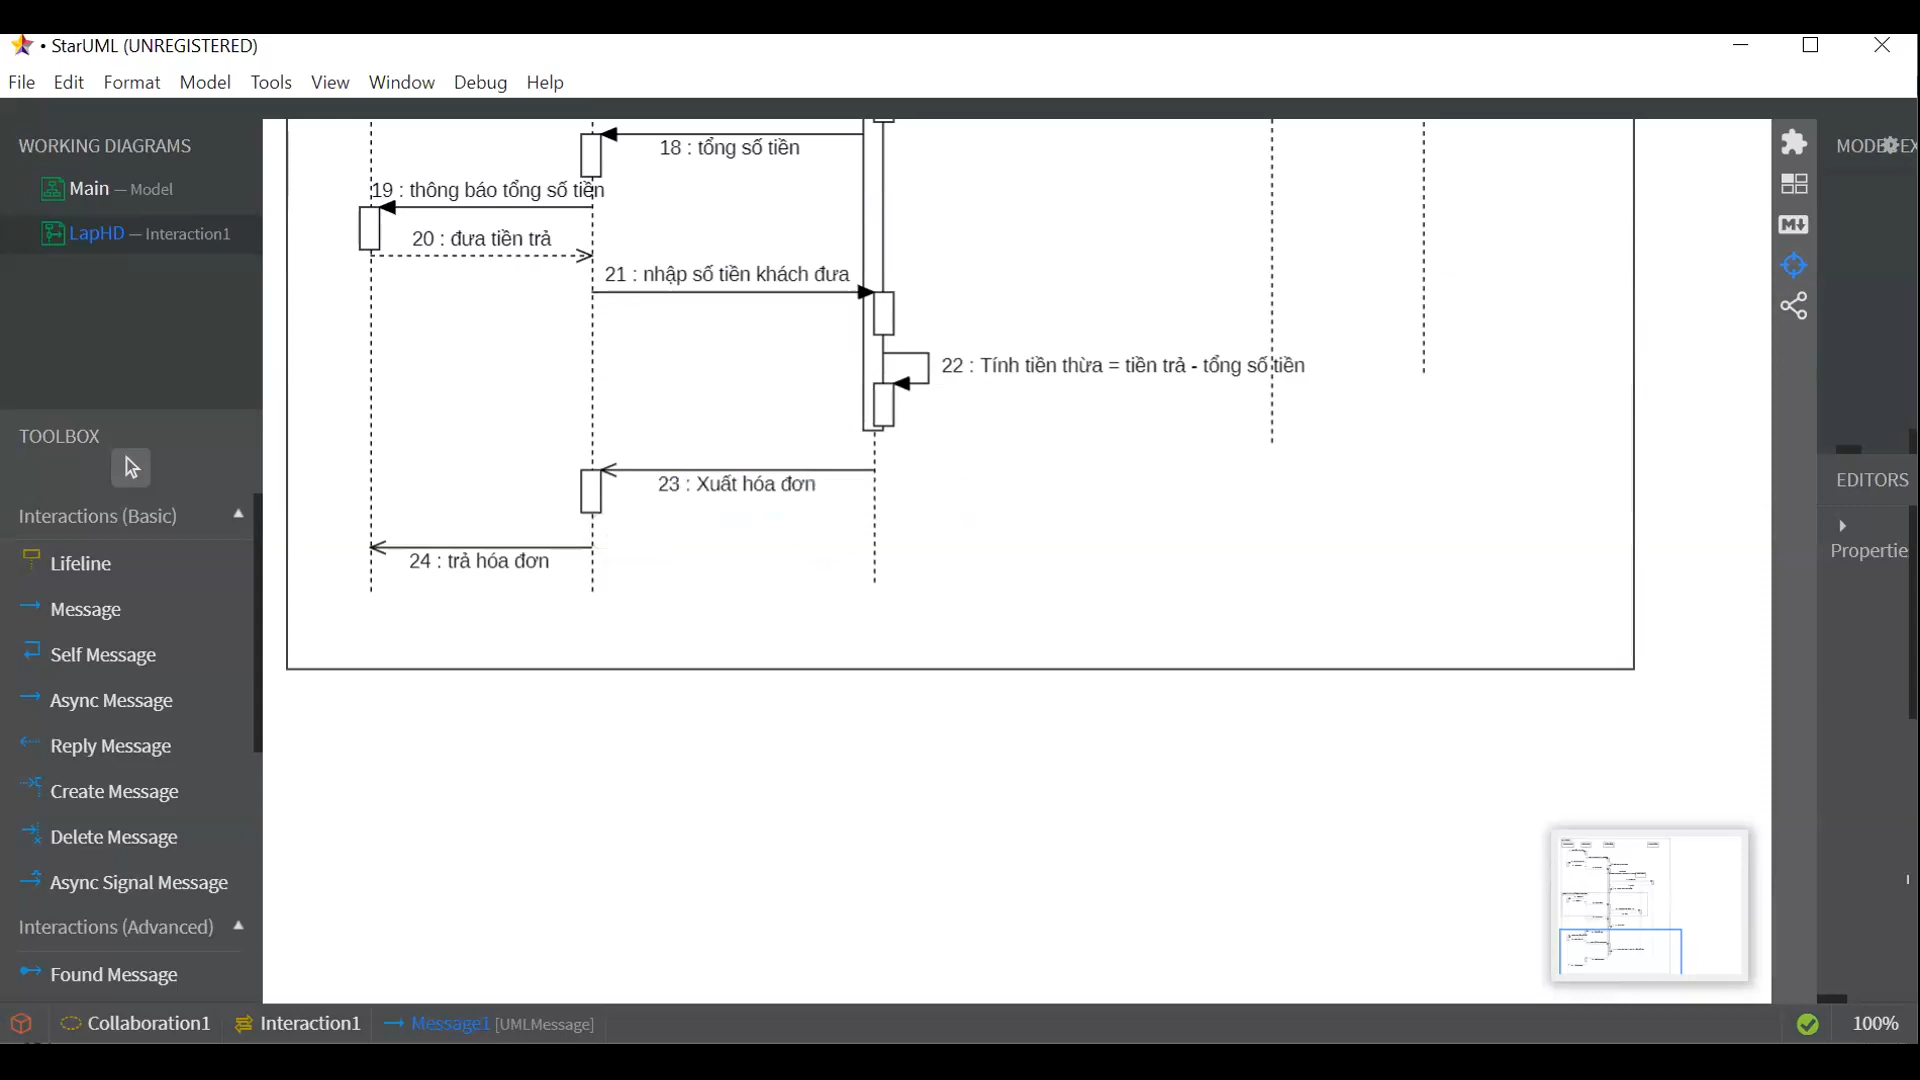 • StarUML (UNREGISTERED)
File Edit Format Model Tools View Window Debug Help
WORKING DIAGRAMS
Main — Model
LapHD — Interaction1
TOOLBOX
Interactions (Basic)
Lifeline
Message
Self Message
Async Message
Reply Message
Create Message
Delete Message
Async Signal Message
Interactions (Advanced)
Found Message
18 : tổng số tiền
19 : thông báo tổng số tiền
20 : đưa tiền trả
21 : nhập số tiền khách đưa
22 : Tính tiền thừa = tiền trả - tổng số tiền
23 : Xuất hóa đơn
24 : trả hóa đơn
M
EDITORS
Propertie
Collaboration1 Interaction1 Message1 [UMLMessage] 100%